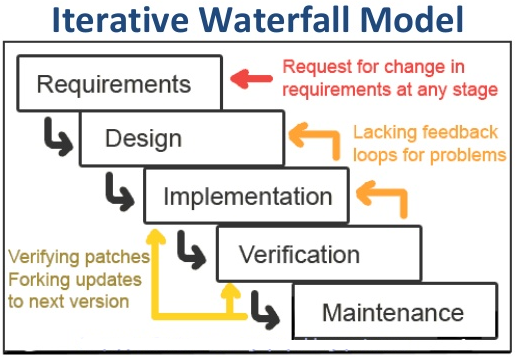 Iterative Waterfall Model
Requirements
Request for change in
requirements at any stage
Design
Lacking feedback
loops for problems
Implementation
Verification
Verifying patches
Forking updates
to next version
Maintenance